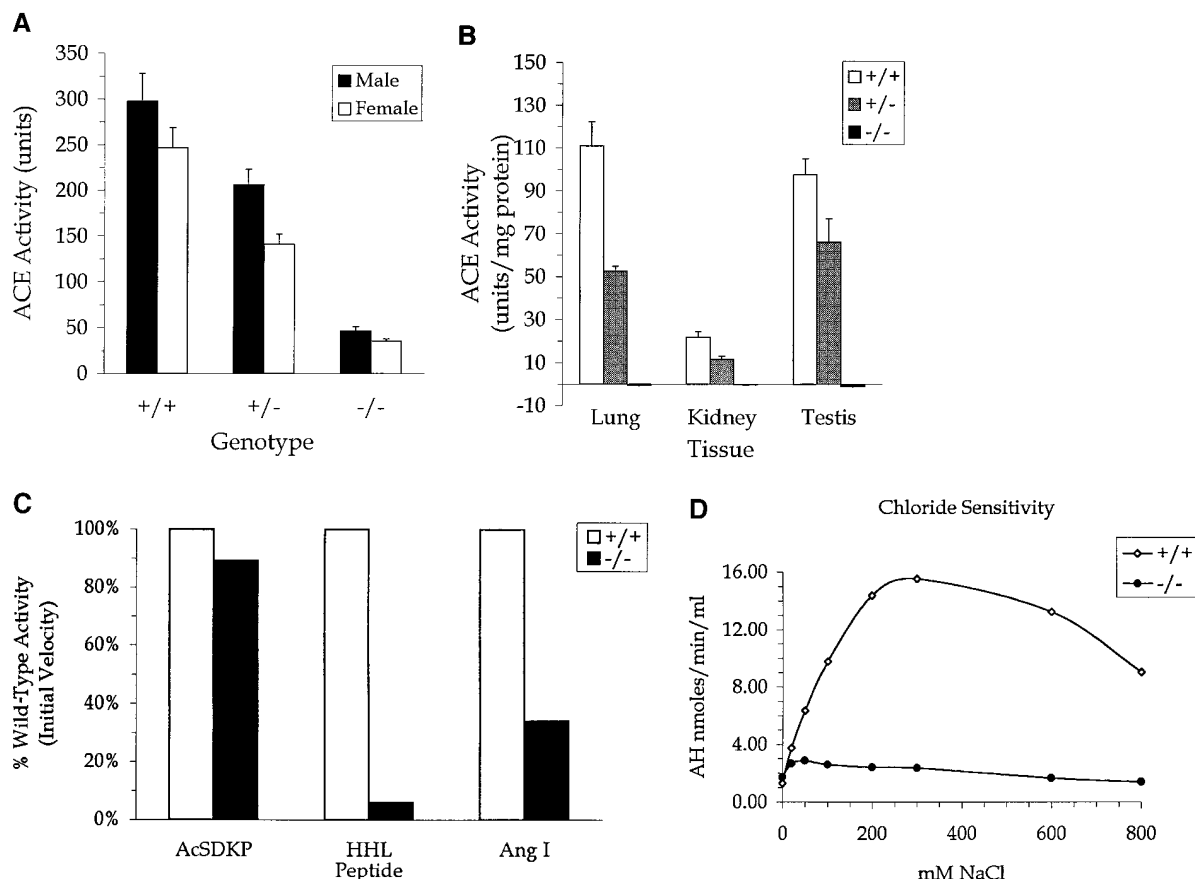 A
350
300
250
200
150
100
50
0
ACE Activity (units)
Male
Female
+/+
+/-
-/-
Genotype
B
150
130
110
90
70
50
30
10
-10
ACE Activity
(units/mg protein)
+/+
+/-
-/-
Lung
Kidney
Testis
Tissue
C
100%
80%
60%
40%
20%
0%
% Wild-Type Activity
(Initial Velocity)
+/+
-/-
AcSDKP
HHL
Peptide
Ang I
D
Chloride Sensitivity
+/+
-/-
16.00
12.00
8.00
4.00
0.00
AH nmoles/min/ml
0
200
400
600
800
mM NaCl